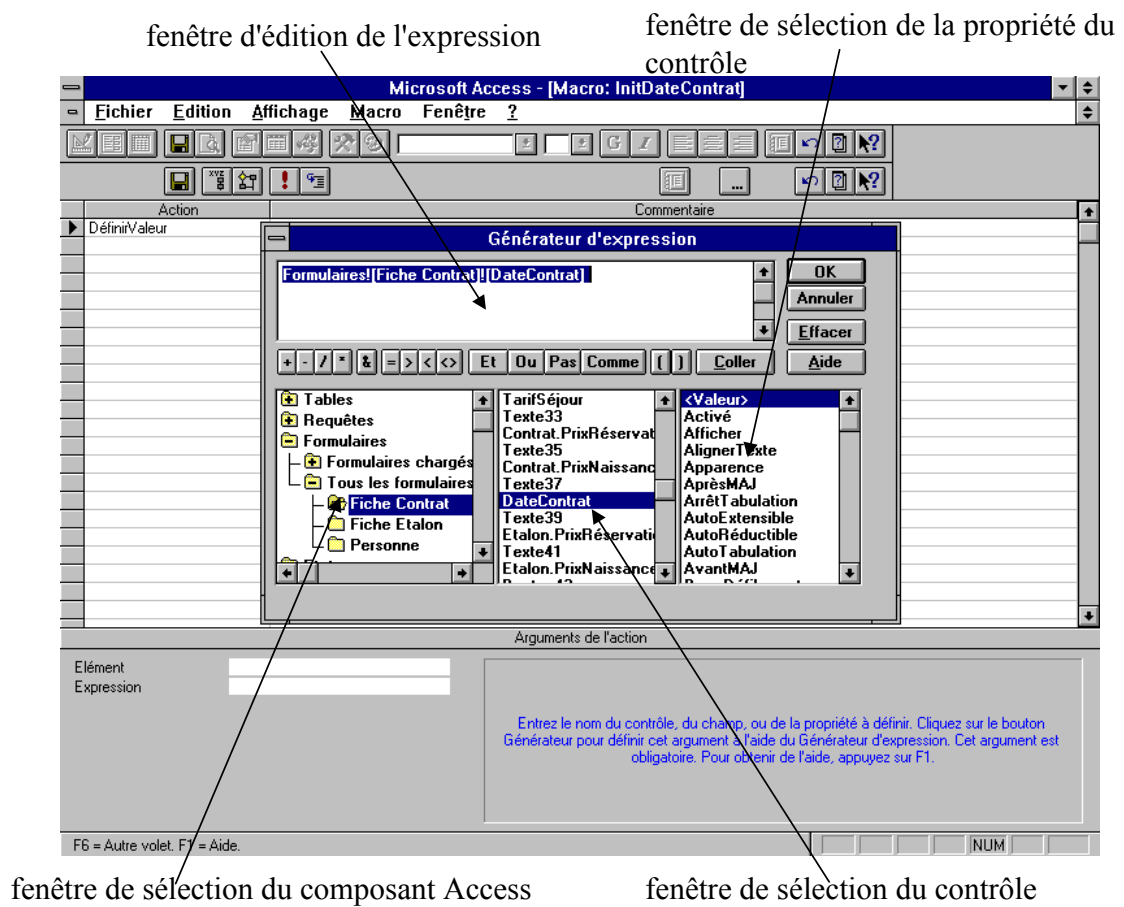 fenêtre d'édition de l'expression
fenêtre de sélection de la propriété du
contrôle
Microsoft Access - [Macro: InitDateContrat]
Fichier Edition Affichage Macro Fenêtre ?
G I
XYZ
...
Action Commentaire
DéfinirValeur
Générateur d'expression
Formulaires![Fiche Contrat]![DateContrat]
OK
Annuler
Effacer
+ - / * & = > < <> Et Ou Pas Comme ( ) Coller Aide
Tables
Requêtes
Formulaires
Formulaires chargés
Tous les formulaires
Fiche Contrat
Fiche Etalon
Personne
TarifSéjour
Texte33
Contrat.PrixRéservat
Texte35
Contrat.PrixNaissanc
Texte37
DateContrat
Texte39
Etalon.PrixRéservati
Texte41
Etalon.PrixNaissance
<Valeur>
Activé
Afficher
AlignerTexte
Apparence
AprèsMAJ
ArrêtTabulation
AutoExtensible
AutoRéductible
AutoTabulation
AvantMAJ
Arguments de l'action
Elément
Expression
Entrez le nom du contrôle, du champ, ou de la propriété à définir. Cliquez sur le bouton
Générateur pour définir cet argument à l'aide du Générateur d'expression. Cet argument est
obligatoire. Pour obtenir de l'aide, appuyez sur F1.
F6 = Autre volet. F1 = Aide.
NUM
fenêtre de sélection du composant Access
fenêtre de sélection du contrôle